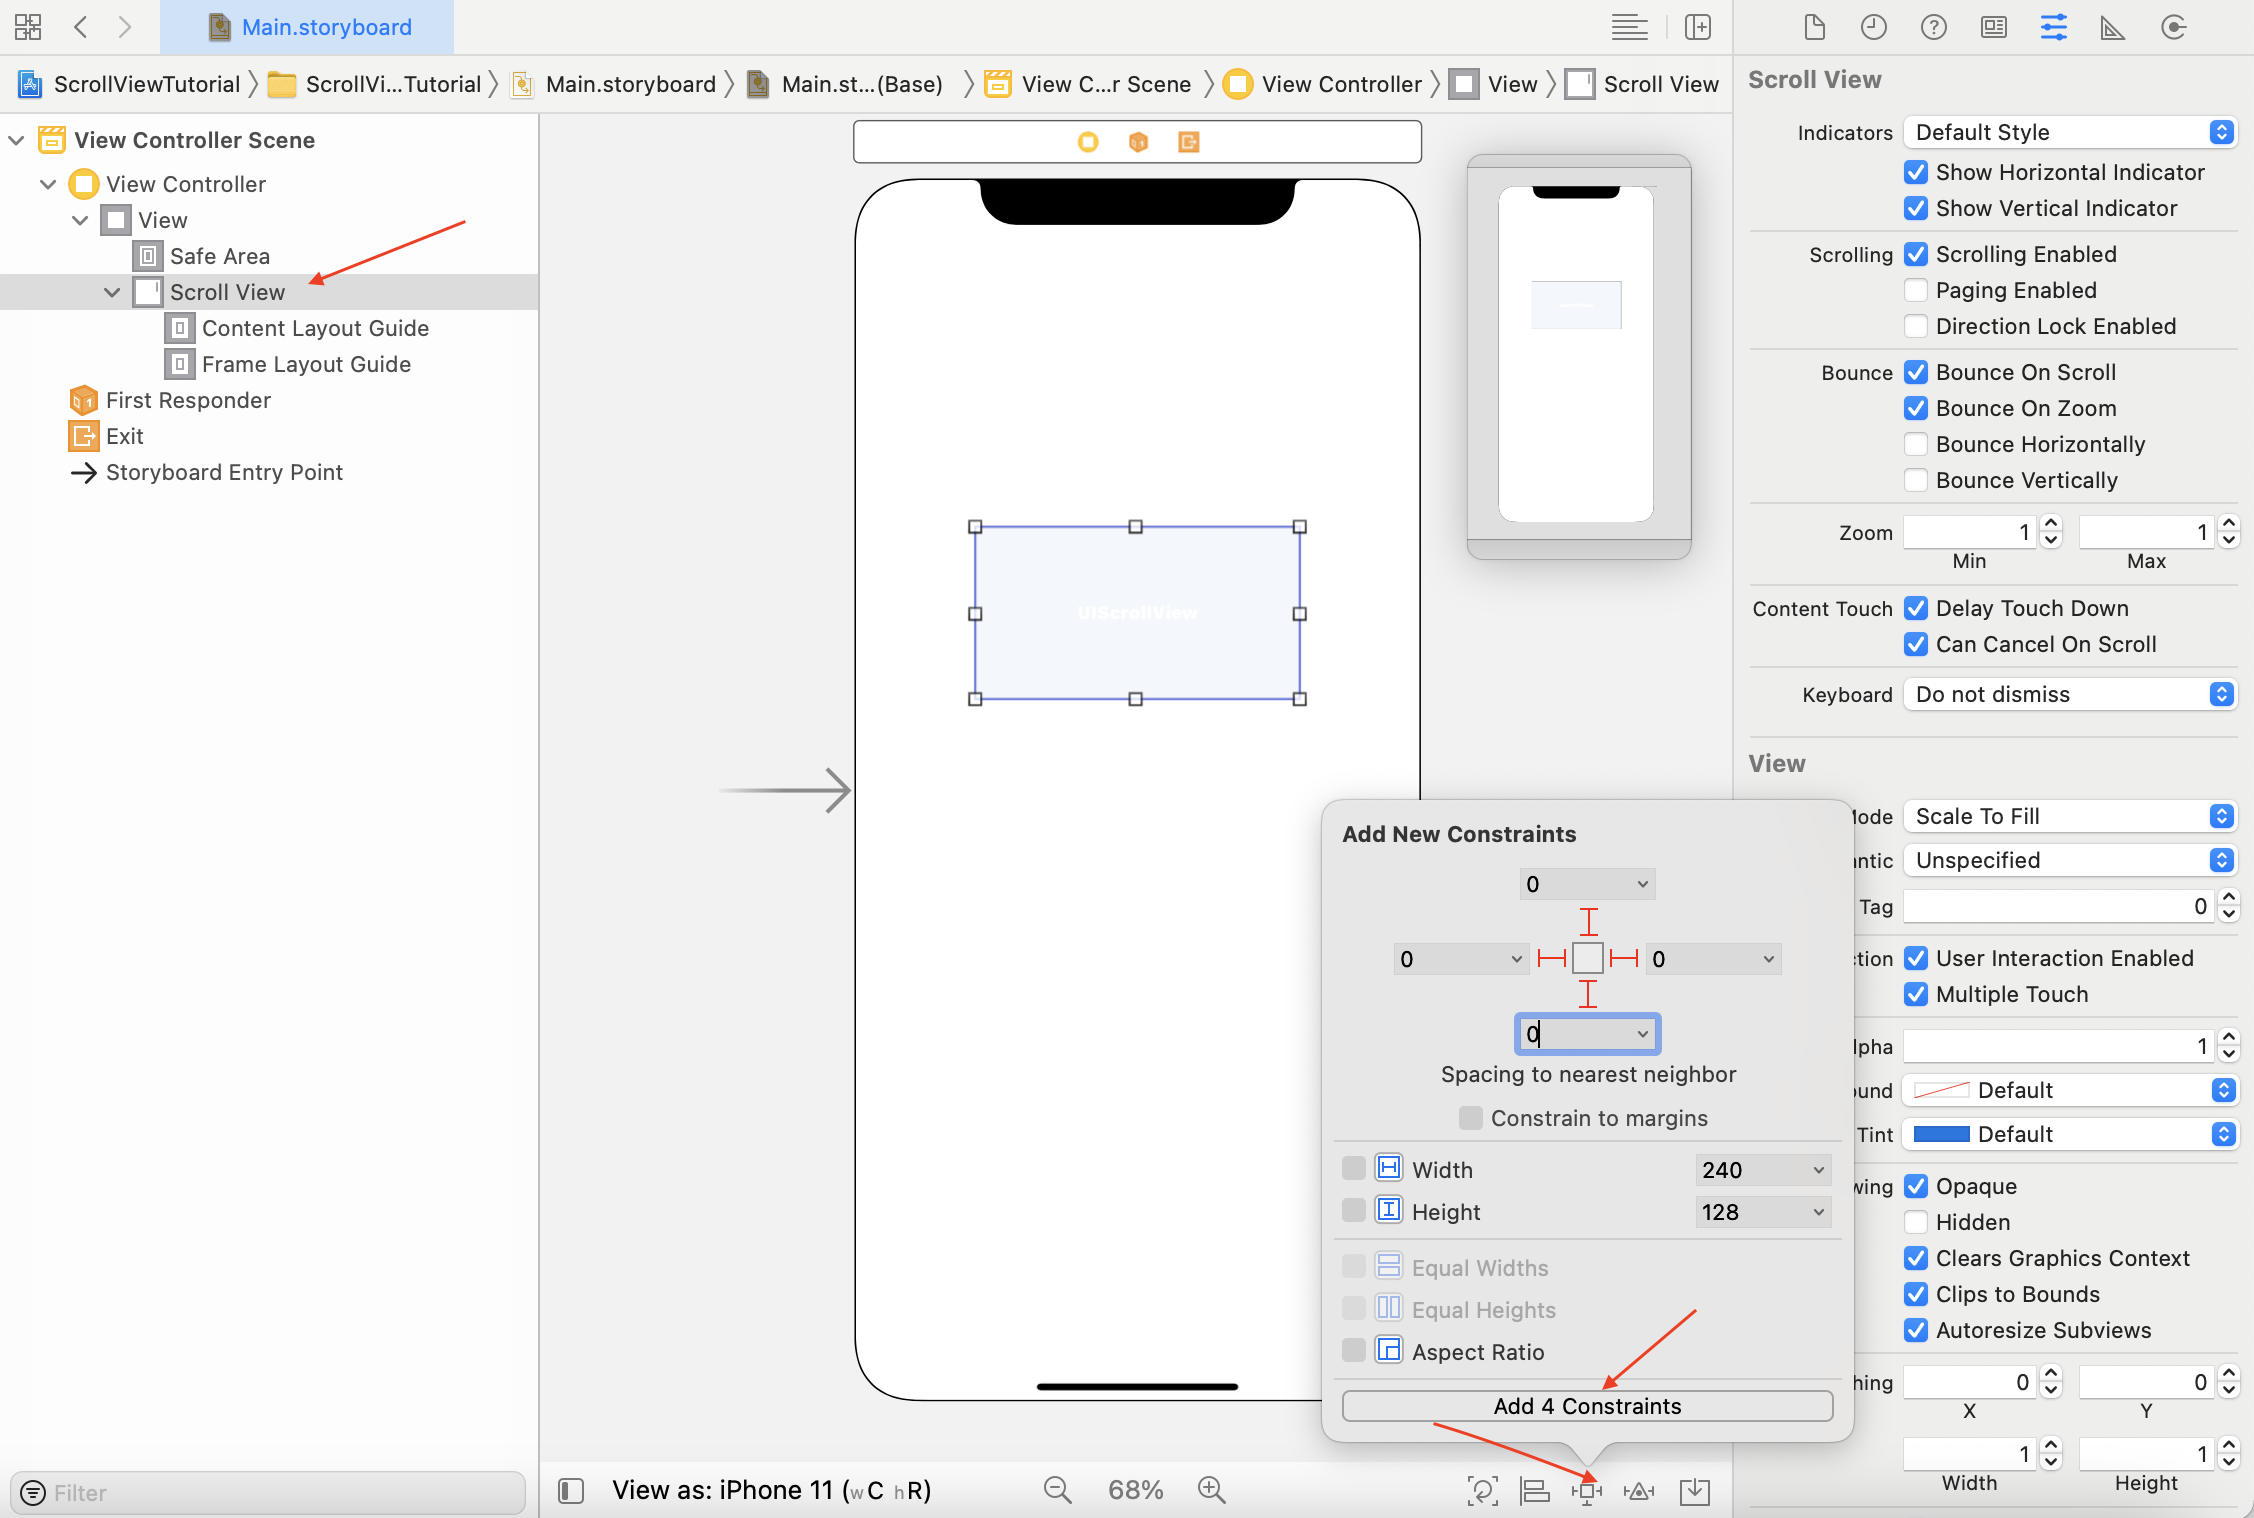 Main.storyboard
ScrollViewTutorial
ScrollVi...Tutorial
Main.storyboard
Main.st...(Base)
View C...r Scene
View Controller
View
Scroll View
View Controller Scene
View Controller
View
Safe Area
Scroll View
Content Layout Guide
Frame Layout Guide
First Responder
Exit
Storyboard Entry Point
Filter
UIScrollView
View as: iPhone 11 (wC hR)
68%
Add New Constraints
0
0
0
0
Spacing to nearest neighbor
Constrain to margins
Width 240
Height 128
Equal Widths
Equal Heights
Aspect Ratio
Add 4 Constraints
Scroll View
Indicators Default Style
Show Horizontal Indicator
Show Vertical Indicator
Scrolling Scrolling Enabled
Paging Enabled
Direction Lock Enabled
Bounce Bounce On Scroll
Bounce On Zoom
Bounce Horizontally
Bounce Vertically
Zoom 1 1
Min Max
Content Touch Delay Touch Down
Can Cancel On Scroll
Keyboard Do not dismiss
View
ode Scale To Fill
ntic Unspecified
Tag 0
ction User Interaction Enabled
Multiple Touch
lpha 1
und Default
Tint Default
wing Opaque
Hidden
Clears Graphics Context
Clips to Bounds
Autoresize Subviews
hing 0 0
X Y
1 1
Width Height